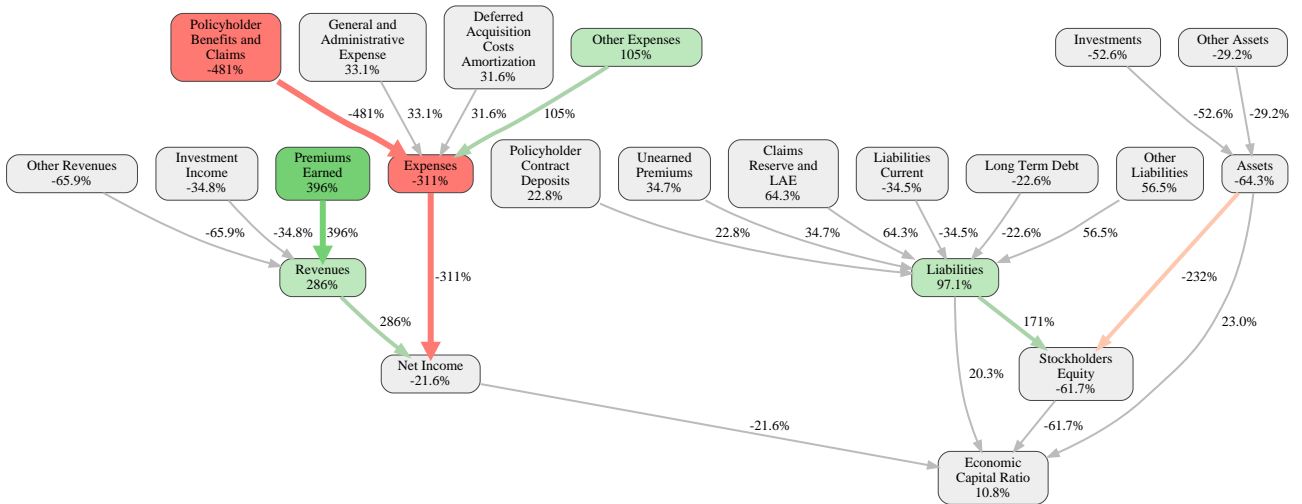 Policyholder
Benefits and
Claims
-481%
General and
Administrative
Expense
33.1%
Deferred
Acquisition
Costs
Amortization
31.6%
Other Expenses
105%
Investments
-52.6%
Other Assets
-29.2%
-481%
33.1%
31.6%
105%
-52.6%
-29.2%
Other Revenues
-65.9%
Investment
Income
-34.8%
Premiums
Earned
396%
Expenses
-311%
Policyholder
Contract
Deposits
22.8%
Unearned
Premiums
34.7%
Claims
Reserve and
LAE
64.3%
Liabilities
Current
-34.5%
Long Term Debt
-22.6%
Other
Liabilities
56.5%
Assets
-64.3%
-65.9%
-34.8%
396%
22.8%
34.7%
64.3%
-34.5%
-22.6%
56.5%
Revenues
286%
-311%
Liabilities
97.1%
-232%
286%
171%
23.0%
Net Income
-21.6%
20.3%
Stockholders
Equity
-61.7%
-21.6%
-61.7%
Economic
Capital Ratio
10.8%